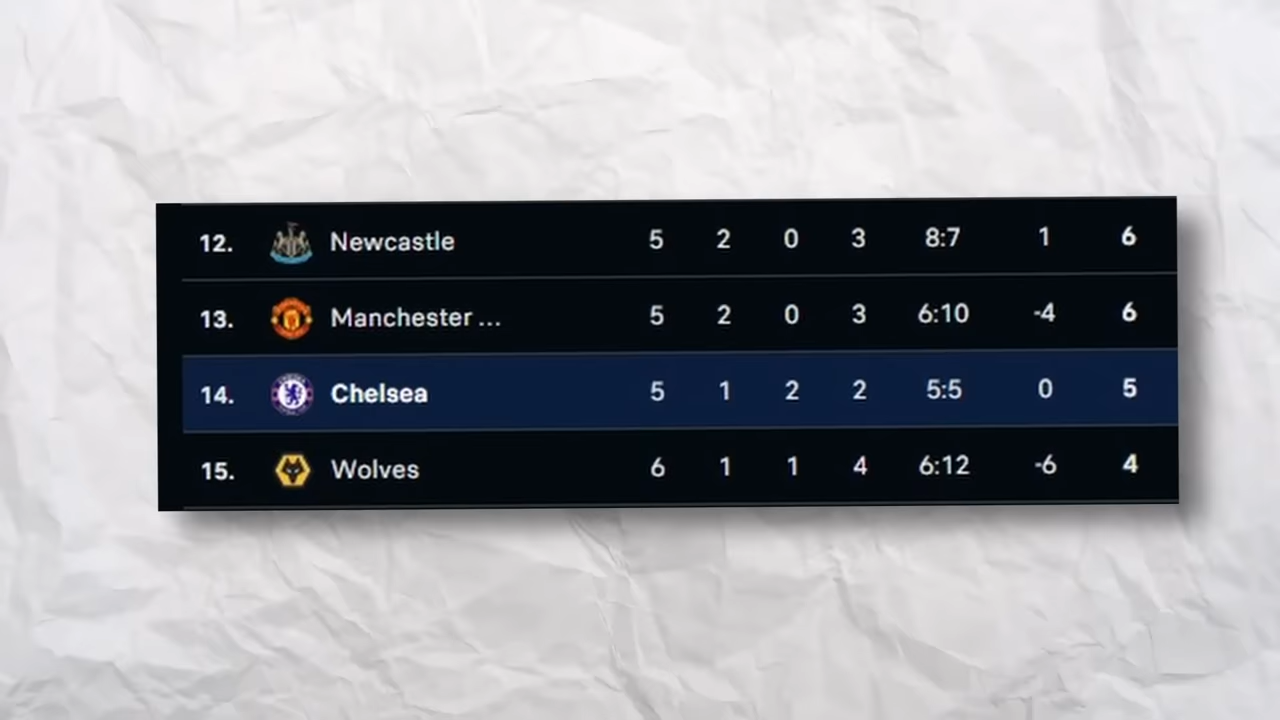 12. Newcastle 5 2 0 3 8:7 1 6
13. Manchester ... 5 2 0 3 6:10 -4 6
14. Chelsea 5 1 2 2 5:5 0 5
15. Wolves 6 1 1 4 6:12 -6 4